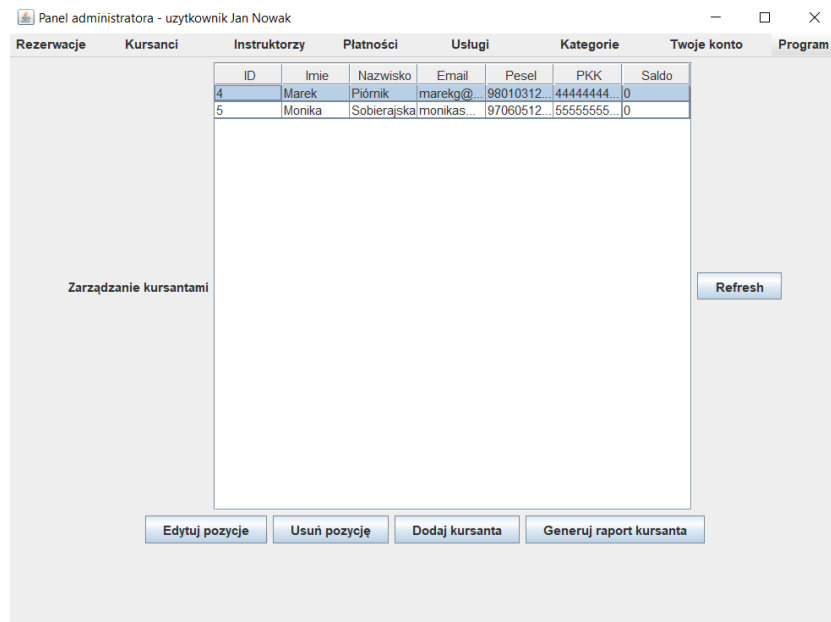 Panel administratora - uzytkownik Jan Nowak
Rezerwacje Kursanci Instruktorzy Płatności Usługi Kategorie Twoje konto Program
ID Imie Nazwisko Email Pesel PKK Saldo
4 Marek Piórnik marekg@... 98010312... 44444444... 0
5 Monika Sobierajska monikas... 97060512... 55555555... 0
Zarządzanie kursantami
Refresh
Edytuj pozycje Usuń pozycję Dodaj kursanta Generuj raport kursanta